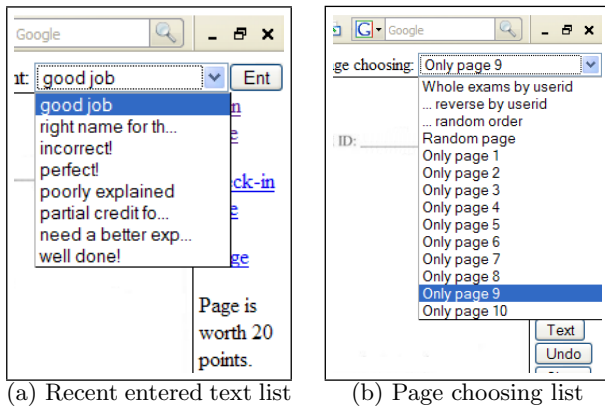 Google
nt: good job Ent
good job
right name for th...
incorrect!
perfect!
poorly explained
partial credit fo...
need a better exp...
well done!
n
e
ck-in
e
ge
Page is
worth 20
points.
(a) Recent entered text list
G Google
ge choosing: Only page 9
Whole exams by userid
... reverse by userid
... random order
Random page
Only page 1
Only page 2
Only page 3
Only page 4
Only page 5
Only page 6
Only page 7
Only page 8
Only page 9
Only page 10
ID:
Text
Undo
(b) Page choosing list